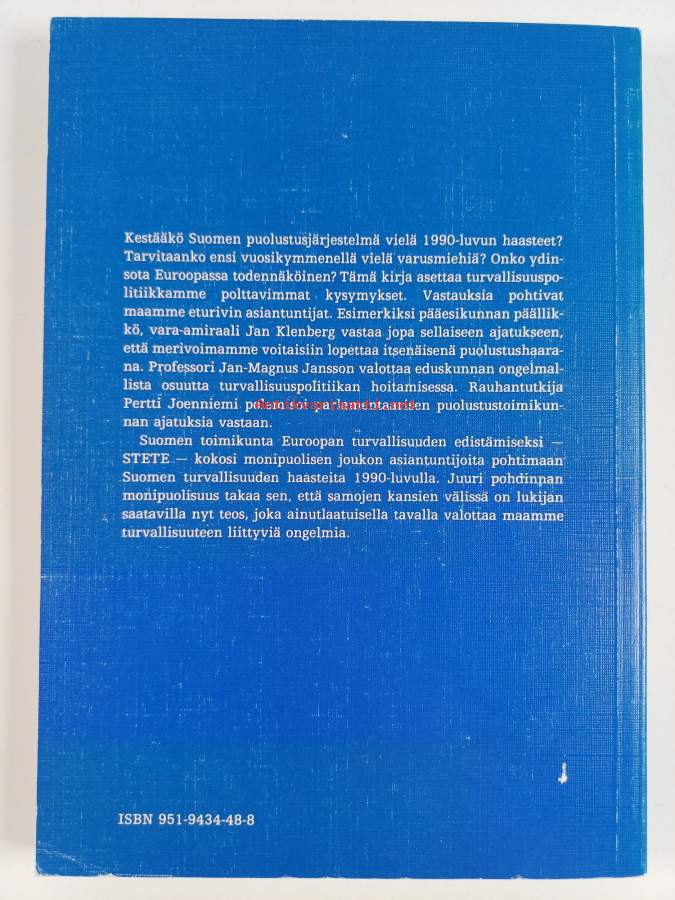 Kestääkö Suomen puolustusjärjestelmä vielä 1990-luvun haasteet?
Tarvitaanko ensi vuosikymmenellä vielä varusmiehiä? Onko ydin-
sota Euroopassa todennäköinen? Tämä kirja asettaa turvallisuuspo-
litiikkamme polttavimmat kysymykset. Vastauksia pohtivat
maamme eturivin asiantuntijat. Esimerkiksi pääesikunnan päällik-
kö, vara-amiraali Jan Klenberg vastaa jopa sellaiseen ajatukseen,
että merivoimamme voitaisiin lopettaa itsenäisenä puolustushaara-
na. Professori Jan-Magnus Jansson valottaa eduskunnan ongelmal-
lista osuutta turvallisuuspolitiikan hoitamisessa. Rauhantutkija
Pertti Joenniemi polemisoi parlamentaarisen puolustustoimikun-
nan ajatuksia vastaan.
Suomen toimikunta Euroopan turvallisuuden edistämiseksi —
STETE — kokosi monipuolisen joukon asiantuntijoita pohtimaan
Suomen turvallisuuden haasteita 1990-luvulla. Juuri pohdinnan
monipuolisuus takaa sen, että samojen kansien välissä on lukijan
saatavilla nyt teos, joka ainutlaatuisella tavalla valottaa maamme
turvallisuuteen liittyviä ongelmia.
ISBN 951-9434-48-8